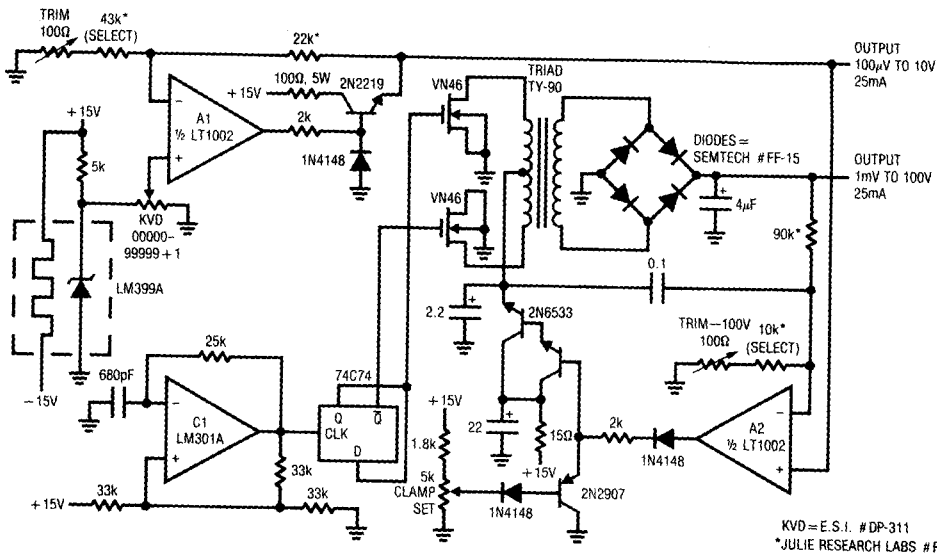 TRIM
100Ω
43k*
(SELECT)
22k*
OUTPUT
100µV TO 10V
25mA
+15V
100Ω, 5W
2N2219
VN46
TRIAD
TY-90
+15V
5k
−
A1
½ LT1002
+
2k
1N4148
DIODES =
SEMTECH #FF-15
OUTPUT
1mV TO 100V
25mA
KVD
00000-
99999+1
VN46
+
4µF
90k*
LM399A
0.1
+
2.2
2N6533
TRIM–100V
100Ω
10k*
(SELECT)
−15V
25k
680pF
−
C1
LM301A
+
74C74
Q
Q̅
CLK
D
+15V
1.8k
5k
CLAMP
SET
+
22
15Ω
+15V
2k
1N4148
−
A2
½ LT1002
+
33k
+15V
33k
33k
1N4148
2N2907
KVD=E.S.I. #DP-311
*JULIE RESEARCH LABS #